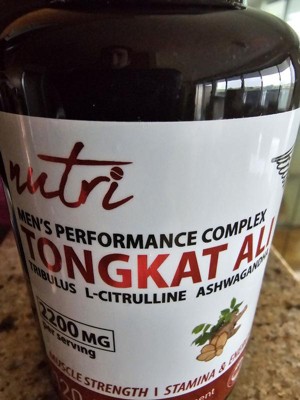 nutri
MEN'S PERFORMANCE COMPLEX
TONGKAT ALI
TRIBULUS L-CITRULLINE ASHWAGANDHA
2200 MG
per serving
MUSCLE STRENGTH | STAMINA &